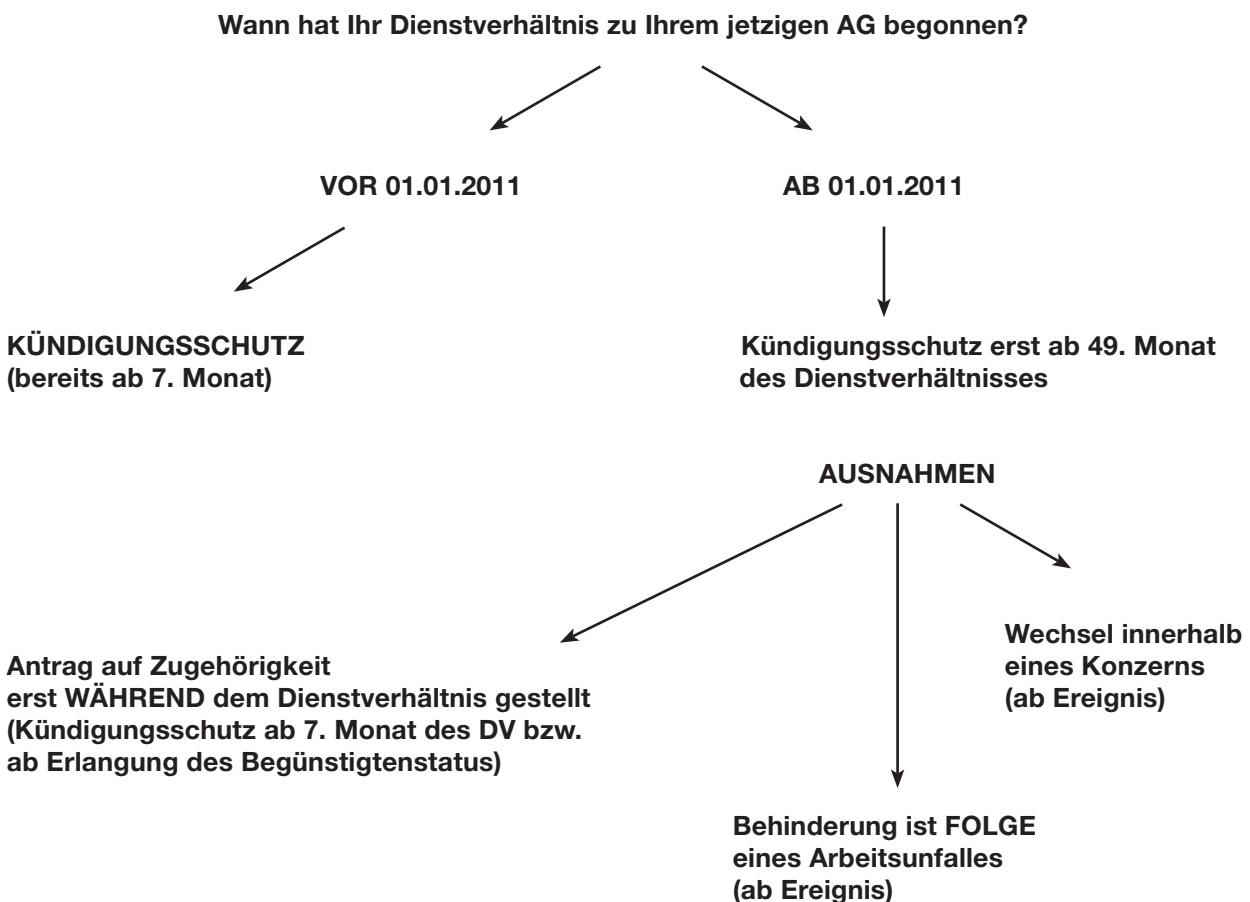 Wann hat Ihr Dienstverhältnis zu Ihrem jetzigen AG begonnen?
VOR 01.01.2011
AB 01.01.2011
KÜNDIGUNGSSCHUTZ
(bereits ab 7. Monat)
Kündigungsschutz erst ab 49. Monat
des Dienstverhältnisses
AUSNAHMEN
Antrag auf Zugehörigkeit
erst WÄHREND dem Dienstverhältnis gestellt
(Kündigungsschutz ab 7. Monat des DV bzw.
ab Erlangung des Begünstigtenstatus)
Wechsel innerhalb
eines Konzerns
(ab Ereignis)
Behinderung ist FOLGE
eines Arbeitsunfalles
(ab Ereignis)